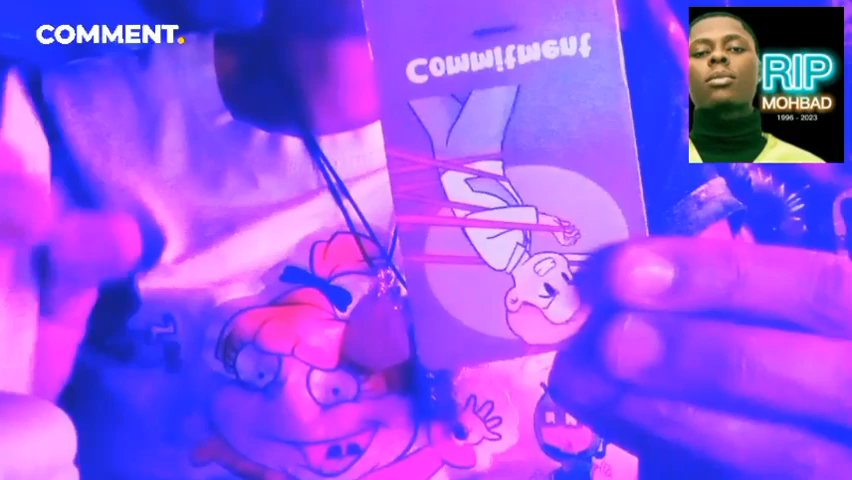 COMMENT.
RIP
MOHBAD
1996 - 2023
Commitment